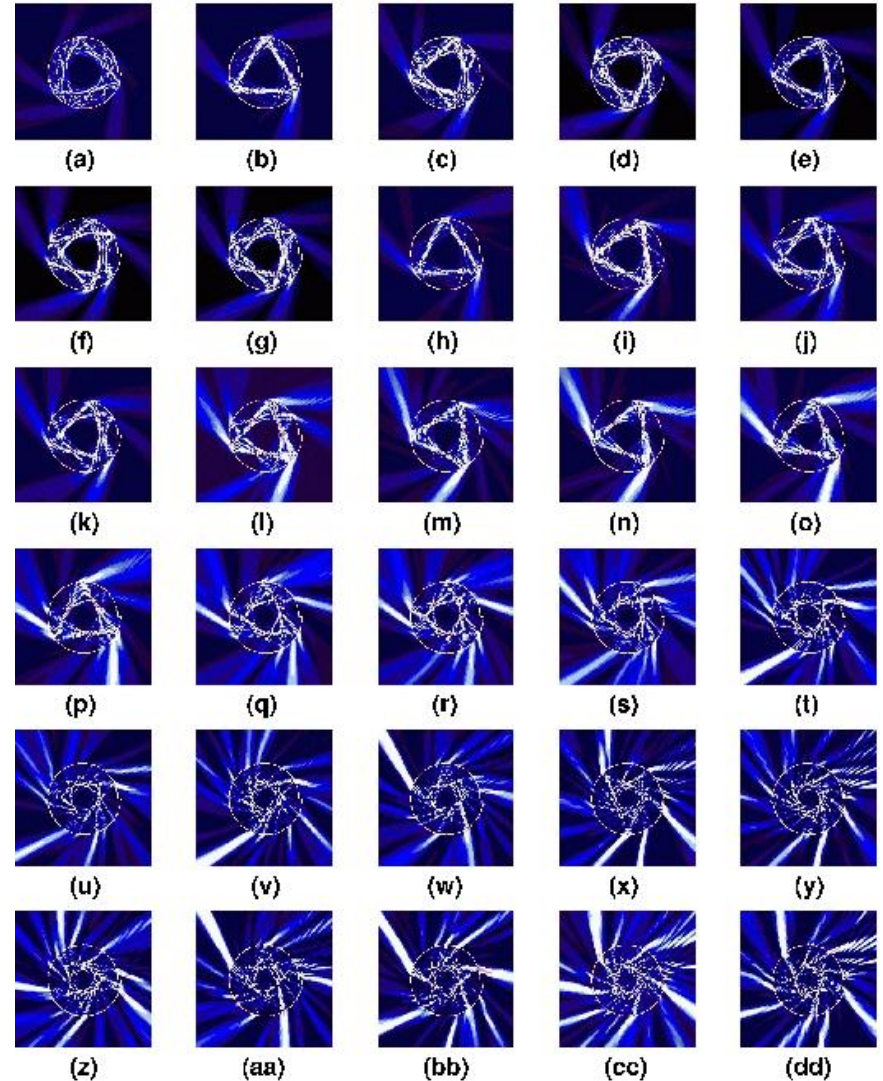 (a) (b) (c) (d) (e)
(f) (g) (h) (i) (j)
(k) (l) (m) (n) (o)
(p) (q) (r) (s) (t)
(u) (v) (w) (x) (y)
(z) (aa) (bb) (cc) (dd)